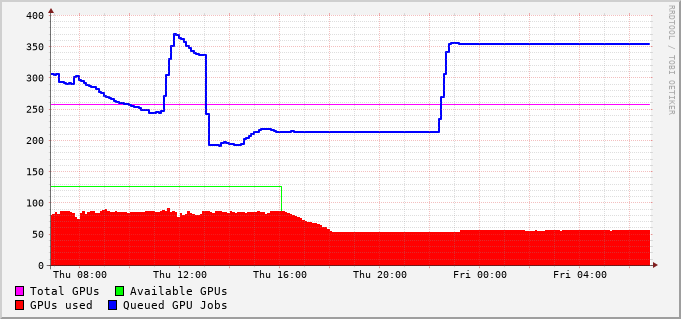 400
350
300
250
200
150
100
50
0
Thu 08:00 Thu 12:00 Thu 16:00 Thu 20:00 Fri 00:00 Fri 04:00
Total GPUs Available GPUs
GPUs used Queued GPU Jobs
RRDTOOL / TOBI OETIKER